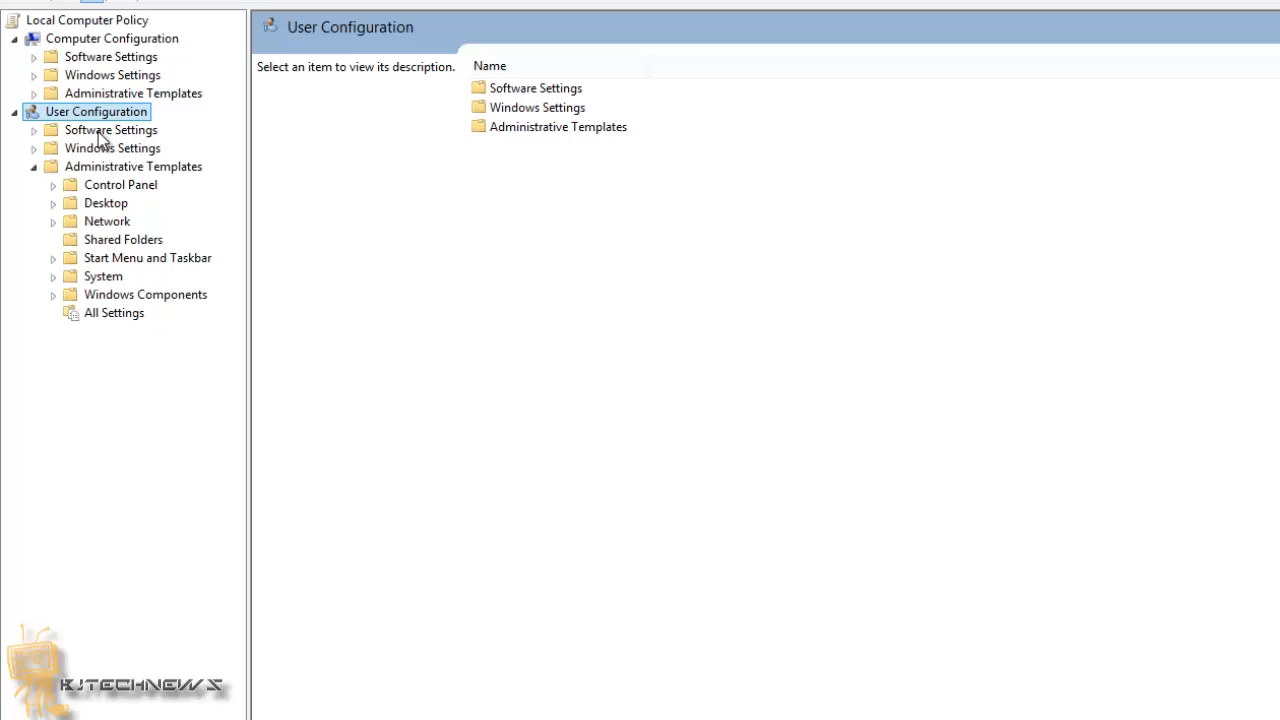 Local Computer Policy
Computer Configuration
Software Settings
Windows Settings
Administrative Templates
User Configuration
Software Settings
Windows Settings
Administrative Templates
Control Panel
Desktop
Network
Shared Folders
Start Menu and Taskbar
System
Windows Components
All Settings
User Configuration
Select an item to view its description.
Name
Software Settings
Windows Settings
Administrative Templates
KJTECHNEWS